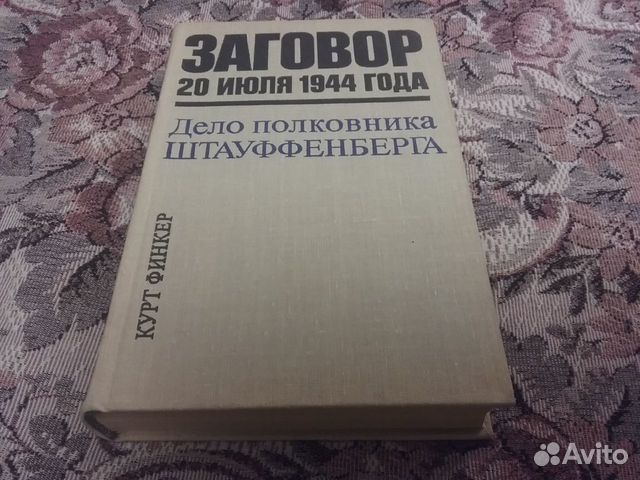 ЗАГОВОР
20 ИЮЛЯ 1944 ГОДА
Дело полковника
ШТАУФФЕНБЕРГА
КУРТ ФИНКЕР
Avito